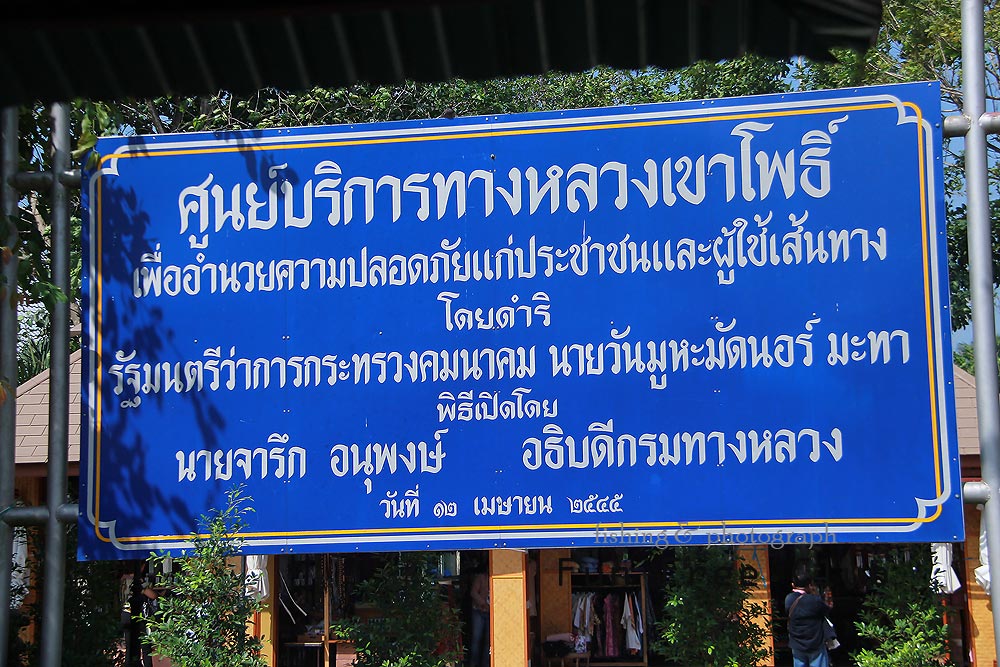 ศูนย์บริการทางหลวงเขาโพธิ์
เพื่ออำนวยความปลอดภัยแก่ประชาชนและผู้ใช้เส้นทาง
โดยดำริ
รัฐมนตรีว่าการกระทรวงคมนาคม นายวันมูหะมัดนอร์ มะทา
พิธีเปิดโดย
นายจารึก อนุพงษ์ อธิบดีกรมทางหลวง
วันที่ ๑๒ เมษายน ๒๕๔๕
fishing & photograph